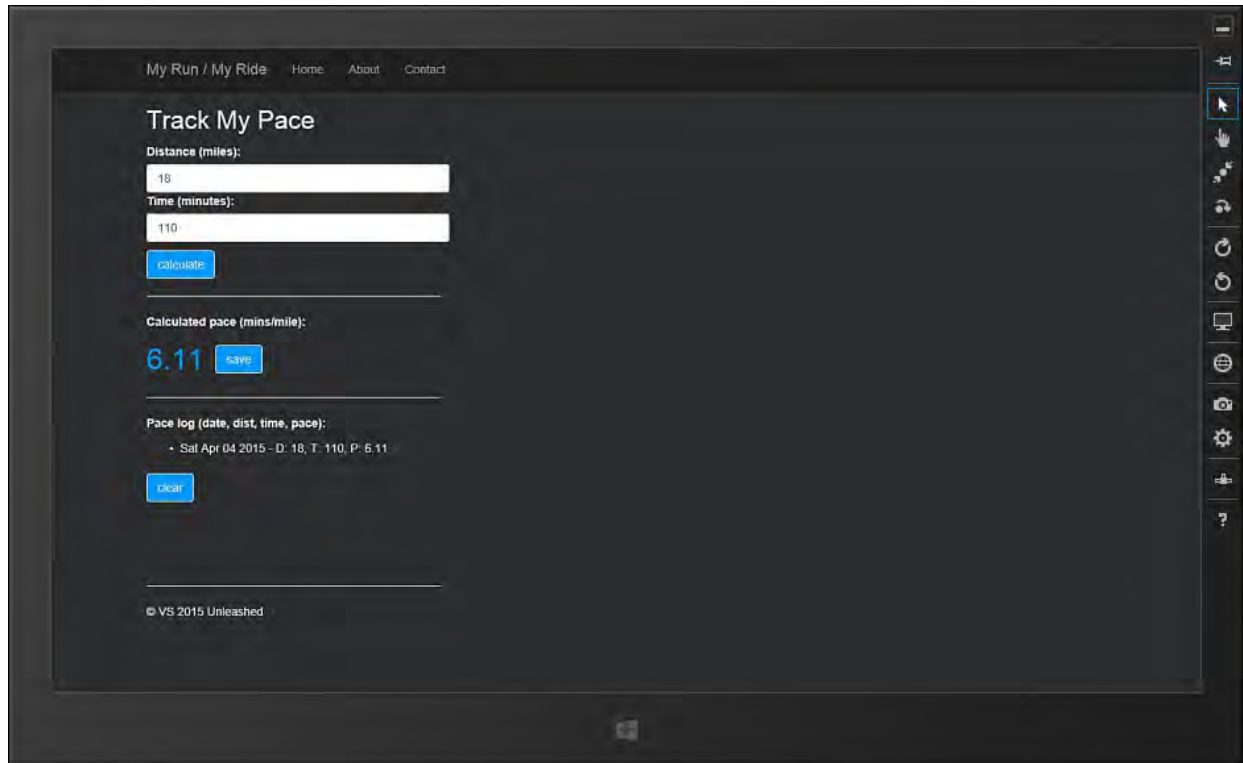 My Run / My Ride Home About Contact
Track My Pace
Distance (miles):
18
Time (minutes):
110
calculate
Calculated pace (mins/mile):
6.11 save
Pace log (date, dist, time, pace):
• Sat Apr 04 2015 - D: 18, T: 110, P: 6.11
clear
© VS 2015 Unleashed
?